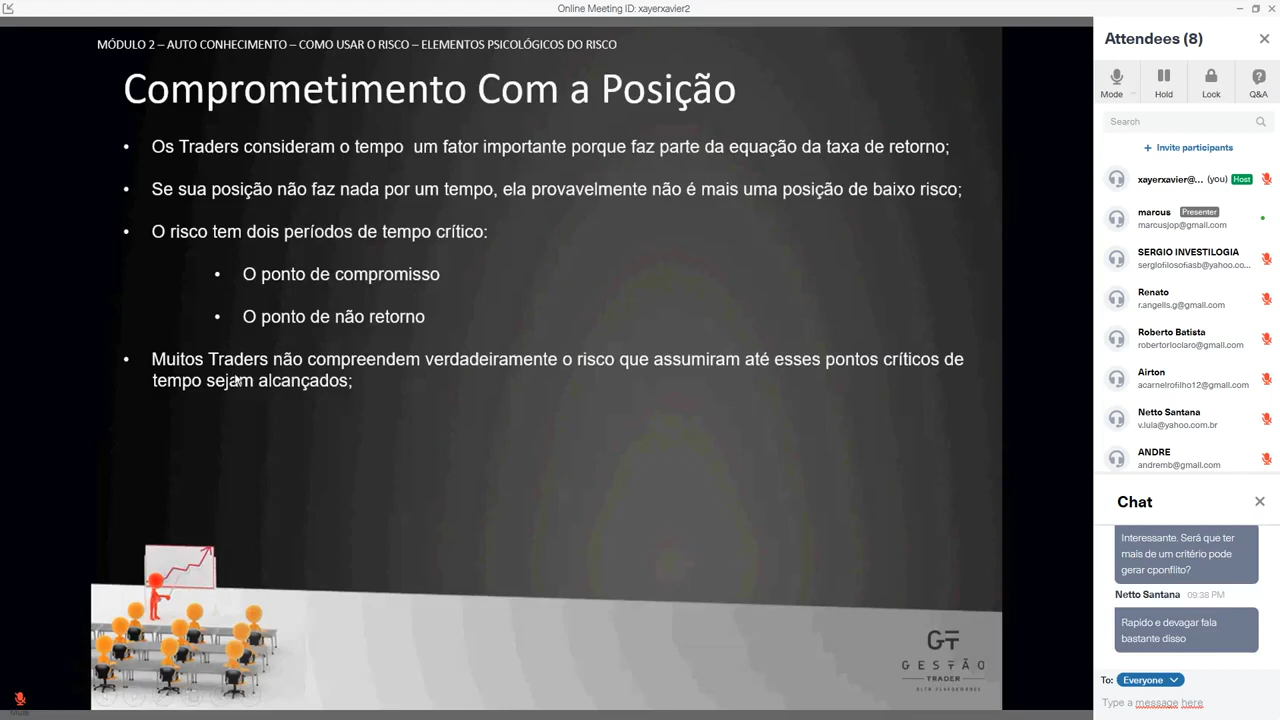 Online Meeting ID: xayerxavier2
MÓDULO 2 – AUTO CONHECIMENTO – COMO USAR O RISCO – ELEMENTOS PSICOLÓGICOS DO RISCO
Comprometimento Com a Posição
• Os Traders consideram o tempo um fator importante porque faz parte da equação da taxa de retorno;
• Se sua posição não faz nada por um tempo, ela provavelmente não é mais uma posição de baixo risco;
• O risco tem dois períodos de tempo crítico:
• O ponto de compromisso
• O ponto de não retorno
• Muitos Traders não compreendem verdadeiramente o risco que assumiram até esses pontos críticos de
tempo sejam alcançados;
GT
GESTÃO
TRADER
Mute
Attendees (8)
Mode
Hold
Lock
Q&A
Search
+ Invite participants
xayerxavier@... (you) Host
marcus Presenter
marcusjop@gmail.com
SERGIO INVESTILOGIA
sergiofilosofiasb@yahoo.co...
Renato
r.angells.g@gmail.com
Roberto Batista
robertorioclaro@gmail.com
Airton
acarneirofilho12@gmail.com
Netto Santana
v.lula@yahoo.com.br
ANDRE
andremb@gmail.com
Chat
Interessante. Será que ter
mais de um critério pode
gerar cponflito?
Netto Santana 09:38 PM
Rapido e devagar fala
bastante disso
To: Everyone
Type a message here